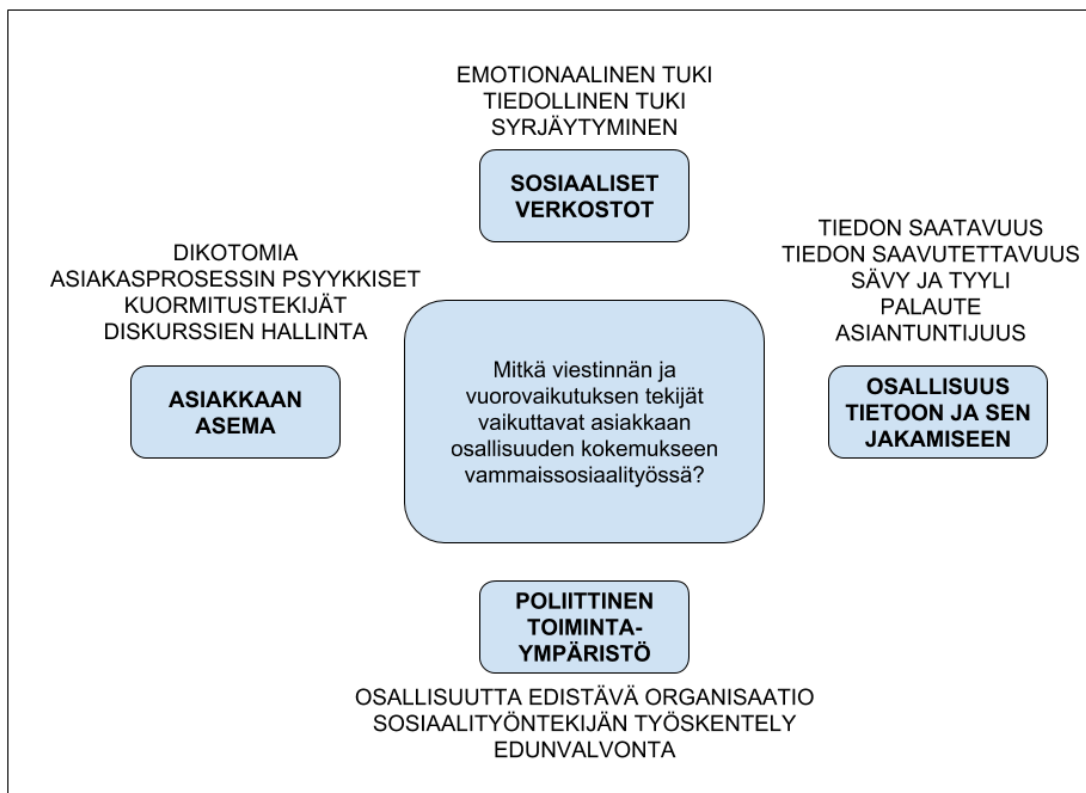 EMOTIONAALINEN TUKI
TIEDOLLINEN TUKI
SYRJÄYTYMINEN
SOSIAALISET
VERKOSTOT
DIKOTOMIA
ASIAKASPROSESSIN PSYYKKISET
KUORMITUSTEKIJÄT
DISKURSSIEN HALLINTA
ASIAKKAAN
ASEMA
Mitkä viestinnän ja
vuorovaikutuksen tekijät
vaikuttavat asiakkaan
osallisuuden kokemukseen
vammaissosiaalityössä?
TIEDON SAATAVUUS
TIEDON SAAVUTETTAVUUS
SÄVY JA TYYLI
PALAUTE
ASIANTUNTIJUUS
OSALLISUUS
TIETOON JA SEN
JAKAMISEEN
POLIITTINEN
TOIMINTA-
YMPÄRISTÖ
OSALLISUUTTA EDISTÄVÄ ORGANISAATIO
SOSIAALITYÖNTEKIJÄN TYÖSKENTELY
EDUNVALVONTA